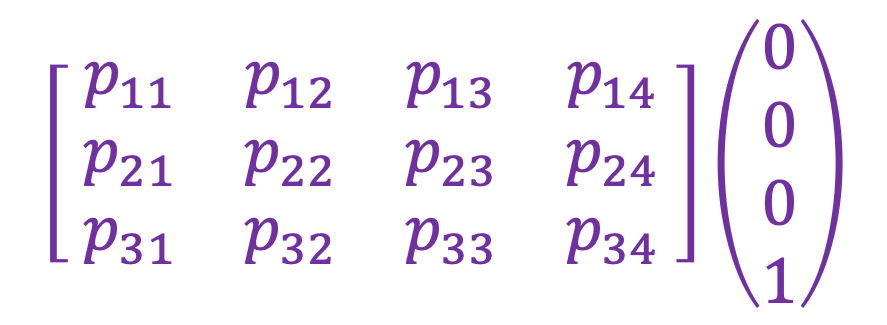 p₁₁ p₁₂ p₁₃ p₁₄ 0
p₂₁ p₂₂ p₂₃ p₂₄ 0
p₃₁ p₃₂ p₃₃ p₃₄ 0
1